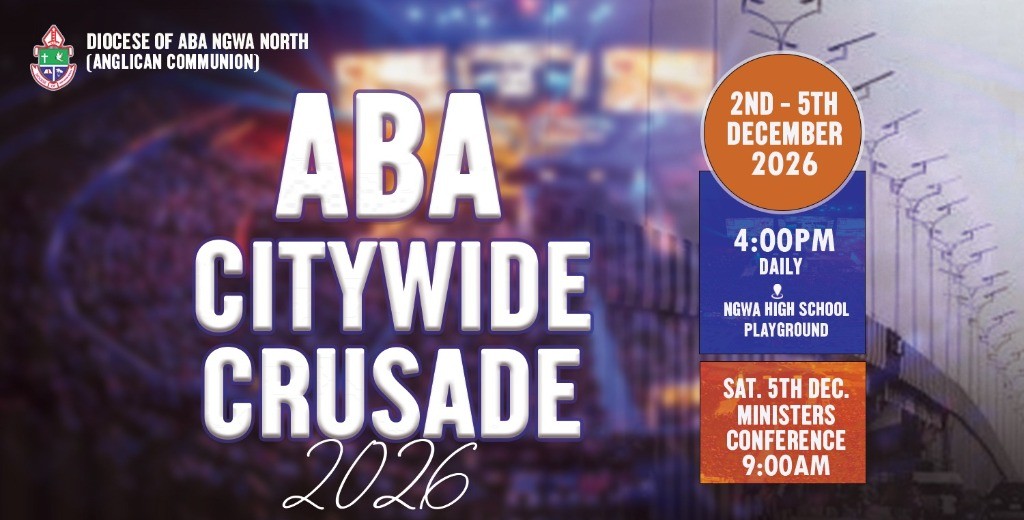 DIOCESE OF ABA NGWA NORTH
(ANGLICAN COMMUNION)
ABA
CITYWIDE
CRUSADE
2026
2ND - 5TH
DECEMBER
2026
4:00PM
DAILY
NGWA HIGH SCHOOL
PLAYGROUND
SAT. 5TH DEC.
MINISTERS
CONFERENCE
9:00AM